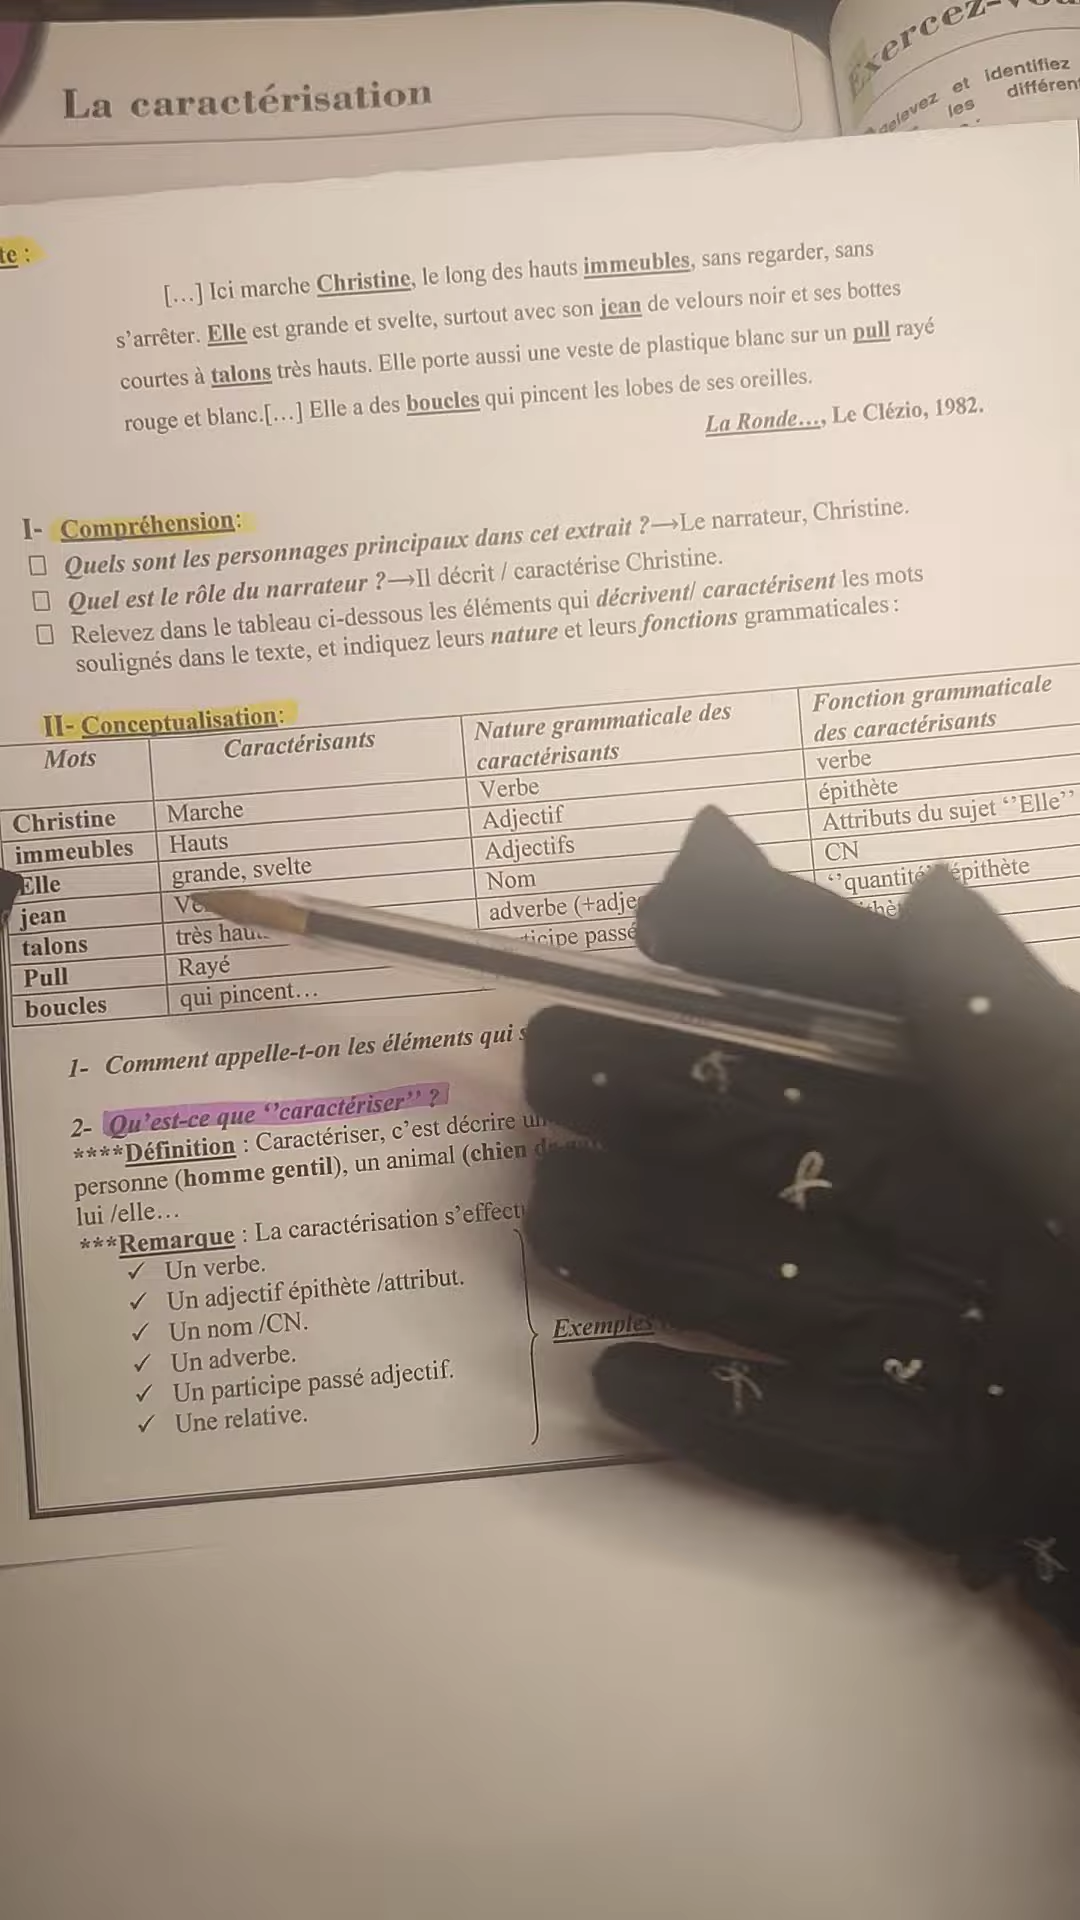 La caractérisation
Exercez-vous
Relevez et identifiez
les différen
te :
[…] Ici marche Christine, le long des hauts immeubles, sans regarder, sans
s’arrêter. Elle est grande et svelte, surtout avec son jean de velours noir et ses bottes
courtes à talons très hauts. Elle porte aussi une veste de plastique blanc sur un pull rayé
rouge et blanc.[…] Elle a des boucles qui pincent les lobes de ses oreilles.
La Ronde…, Le Clézio, 1982.
I- Compréhension:
☐ Quels sont les personnages principaux dans cet extrait ?→Le narrateur, Christine.
☐ Quel est le rôle du narrateur ?→Il décrit / caractérise Christine.
☐ Relevez dans le tableau ci-dessous les éléments qui décrivent/ caractérisent les mots
soulignés dans le texte, et indiquez leurs nature et leurs fonctions grammaticales :
II- Conceptualisation:
Mots Caractérisants Nature grammaticale des caractérisants Fonction grammaticale des caractérisants
Christine Marche Verbe verbe
immeubles Hauts Adjectif épithète
Elle grande, svelte Adjectifs Attributs du sujet ‘’Elle’’
jean Ve Nom CN
talons très hau adverbe (+adje ‘’quantité’’ épithète
Pull Rayé participe passé
boucles qui pincent…
1- Comment appelle-t-on les éléments qui s
2- Qu’est-ce que ‘’caractériser’’ ?
****Définition : Caractériser, c’est décrire un
personne (homme gentil), un animal (chien de
lui /elle…
***Remarque : La caractérisation s’effect
✓ Un verbe.
✓ Un adjectif épithète /attribut.
✓ Un nom /CN.
✓ Un adverbe.
✓ Un participe passé adjectif.
✓ Une relative.
Exemples